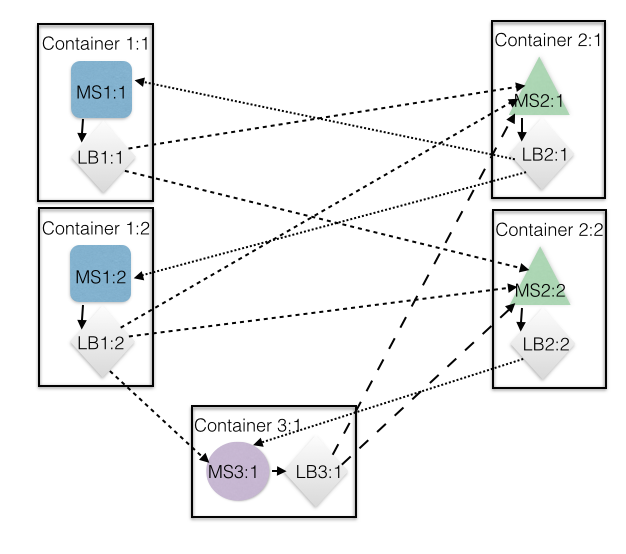 Container 1:1
MS1:1
LB1:1
Container 1:2
MS1:2
LB1:2
Container 2:1
MS2:1
LB2:1
Container 2:2
MS2:2
LB2:2
Container 3:1
MS3:1
LB3:1